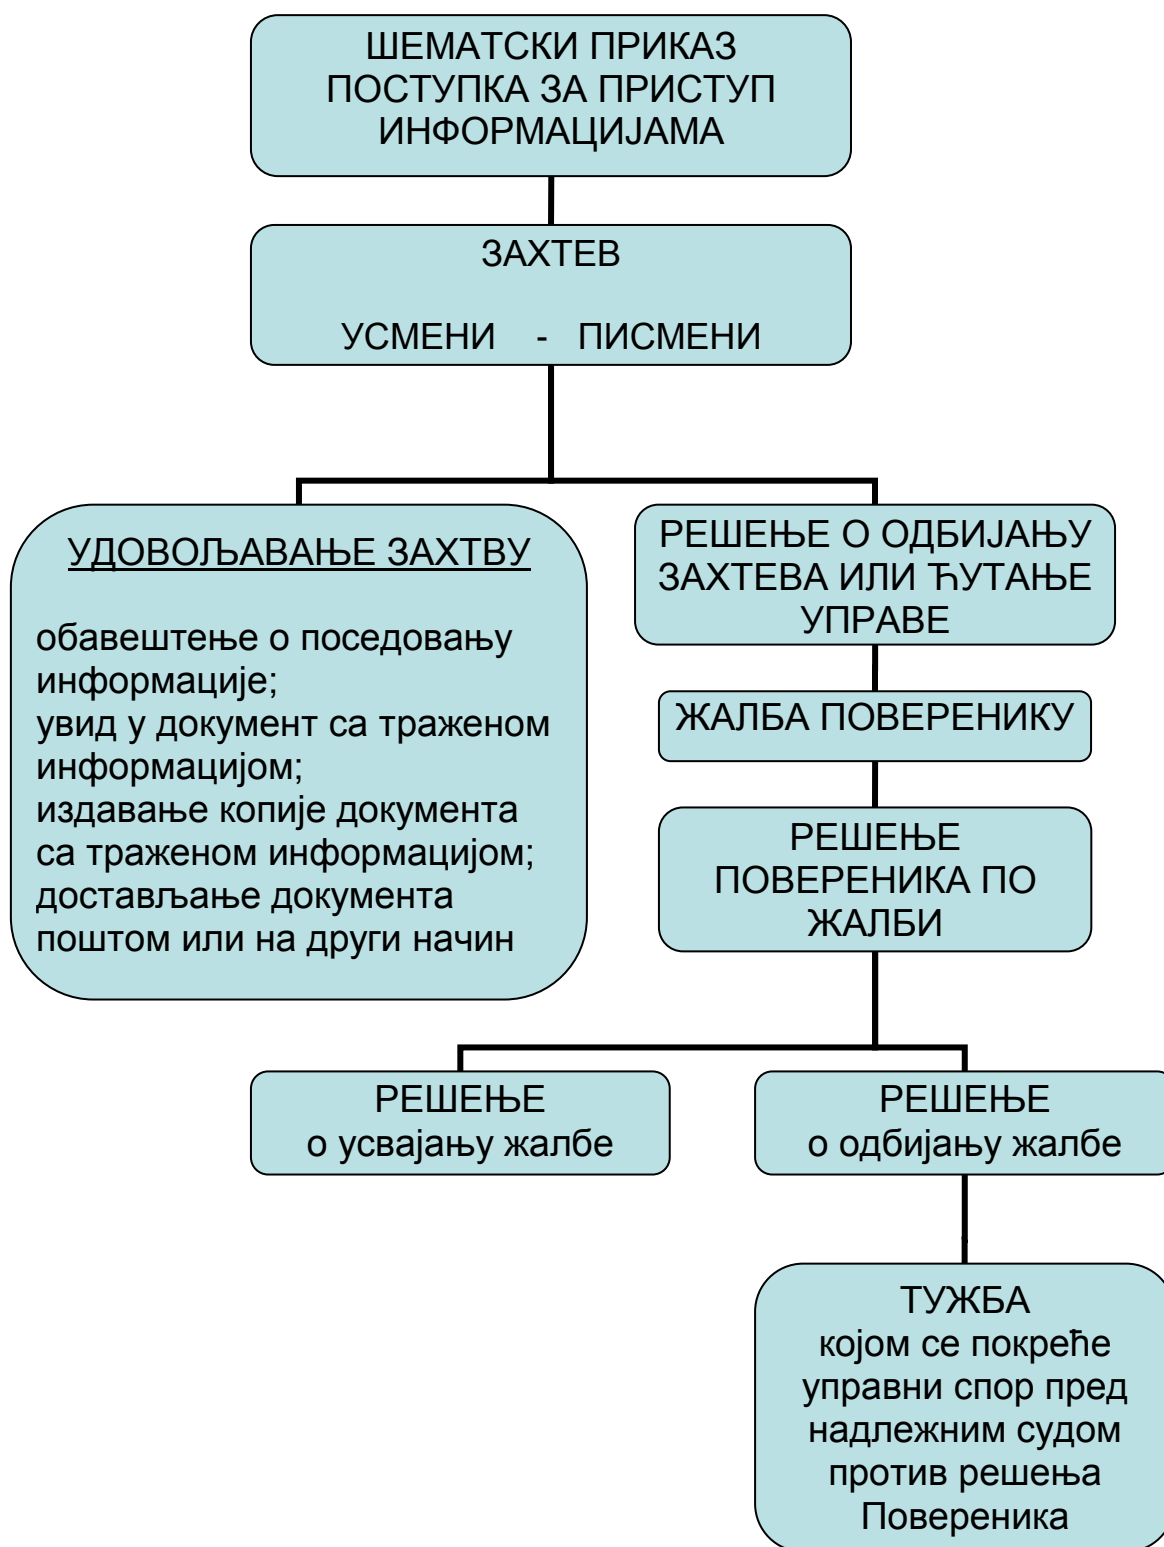 ШЕМАТСКИ ПРИКАЗ
ПОСТУПКА ЗА ПРИСТУП
ИНФОРМАЦИЈАМА
ЗАХТЕВ
УСМЕНИ - ПИСМЕНИ
УДОВОЉАВАЊЕ ЗАХТВУ
обавештење о поседовању
информације;
увид у документ са траженом
информацијом;
издавање копије документа
са траженом информацијом;
достављање документа
поштом или на други начин
РЕШЕЊЕ О ОДБИЈАЊУ
ЗАХТЕВА ИЛИ ЋУТАЊЕ
УПРАВЕ
ЖАЛБА ПОВЕРЕНИКУ
РЕШЕЊЕ
ПОВЕРЕНИКА ПО
ЖАЛБИ
РЕШЕЊЕ
о усвајању жалбе
РЕШЕЊЕ
о одбијању жалбе
ТУЖБА
којом се покреће
управни спор пред
надлежним судом
против решења
Повереника